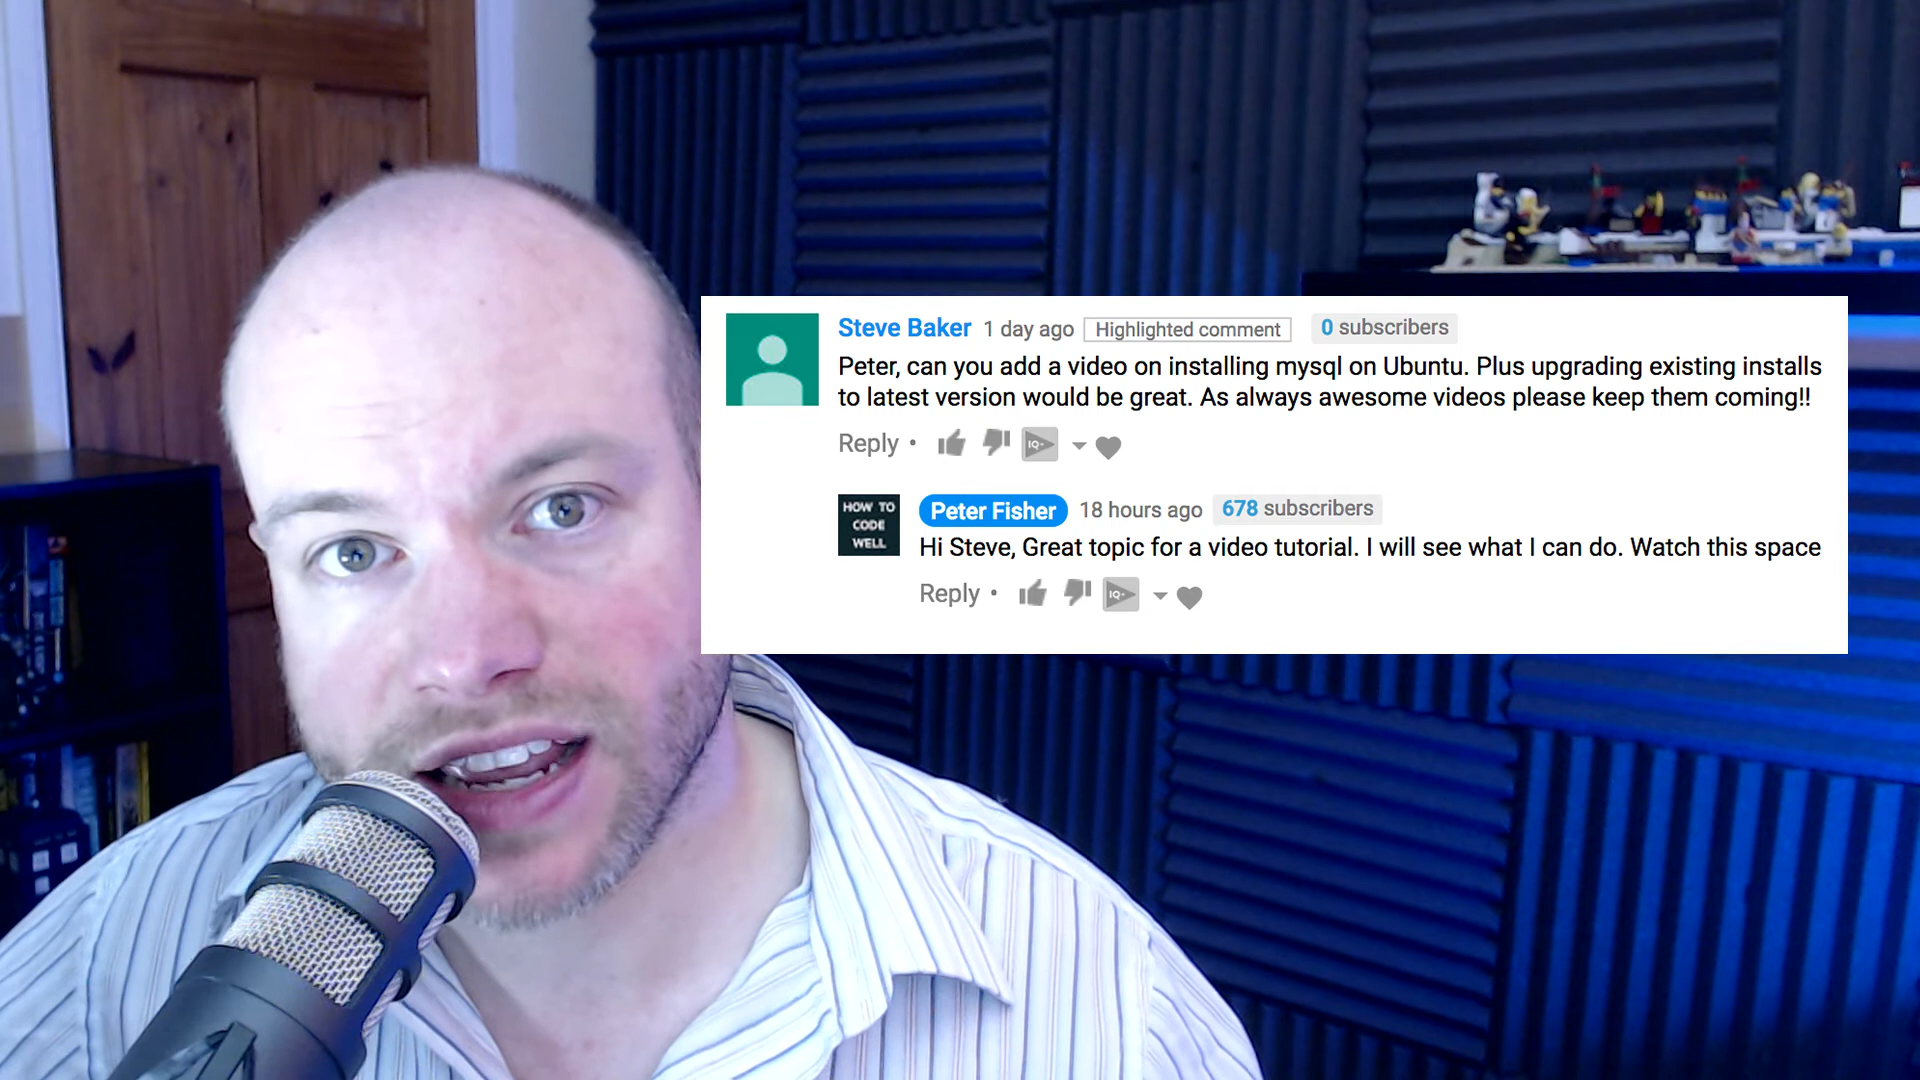 Steve Baker 1 day ago Highlighted comment 0 subscribers
Peter, can you add a video on installing mysql on Ubuntu. Plus upgrading existing installs
to latest version would be great. As always awesome videos please keep them coming!!
Reply • IQ
HOW TO
CODE
WELL
Peter Fisher 18 hours ago 678 subscribers
Hi Steve, Great topic for a video tutorial. I will see what I can do. Watch this space
Reply • IQ